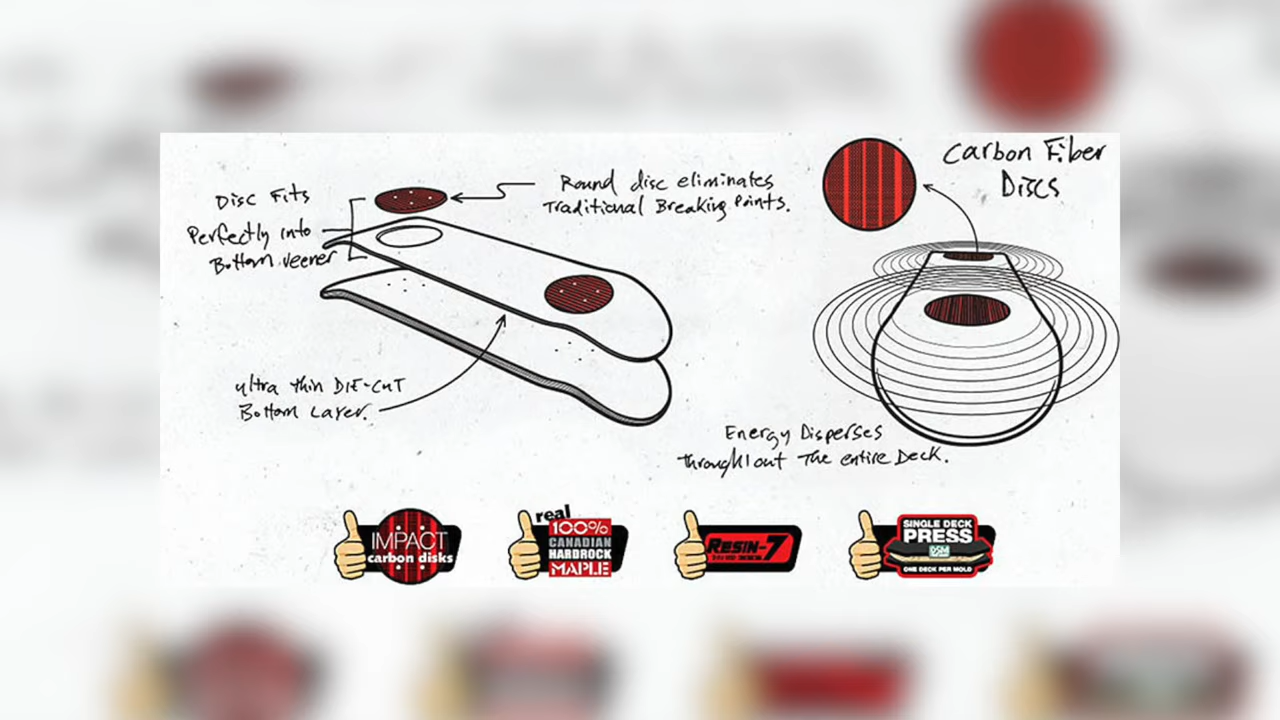 Disc Fits
Perfectly into
Bottom veener
Round disc eliminates
Traditional Breaking Points.
Carbon Fiber
Discs
ultra thin DIE-CUT
Bottom Layer.
Energy Disperses
throughout The entire Deck.
IMPACT
carbon disks
real
100%
CANADIAN
HARDROCK
MAPLE
RESIN-7
SINGLE DECK
PRESS
DSM
ONE DECK PER MOLD